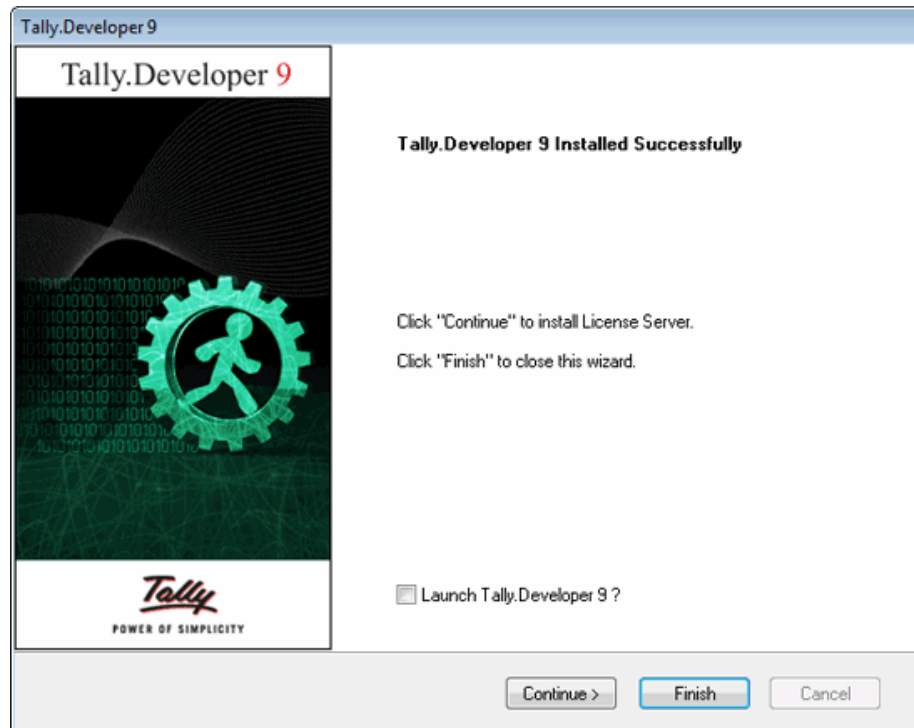 Tally.Developer 9
Tally.Developer 9
Tally.Developer 9 Installed Successfully
Click "Continue" to install License Server.
Click "Finish" to close this wizard.
1010101010101010101
Launch Tally.Developer 9 ?
Tally
POWER OF SIMPLICITY
Continue >
Finish
Cancel